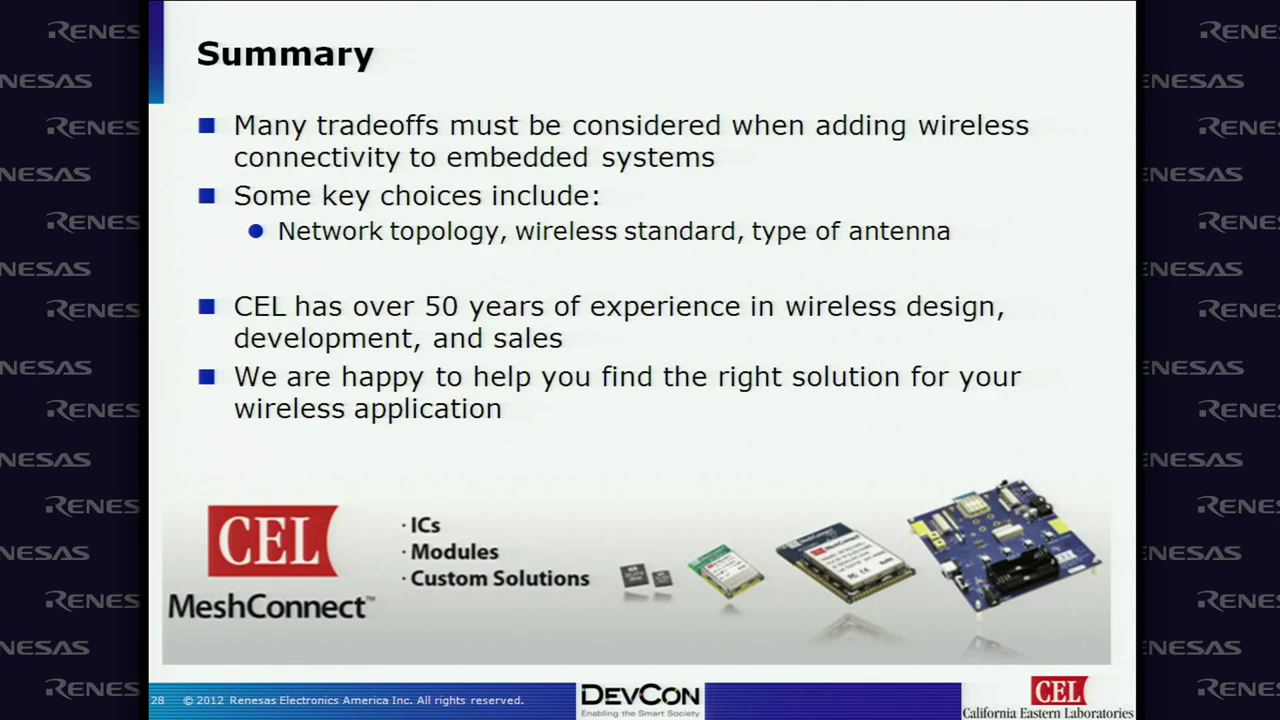 Summary
Many tradeoffs must be considered when adding wireless
connectivity to embedded systems
Some key choices include:
Network topology, wireless standard, type of antenna
CEL has over 50 years of experience in wireless design,
development, and sales
We are happy to help you find the right solution for your
wireless application
CEL
MeshConnect™
· ICs
· Modules
· Custom Solutions
28 © 2012 Renesas Electronics America Inc. All rights reserved.
DEVCON
Enabling the Smart Society
CEL
California Eastern Laboratories
RENESAS